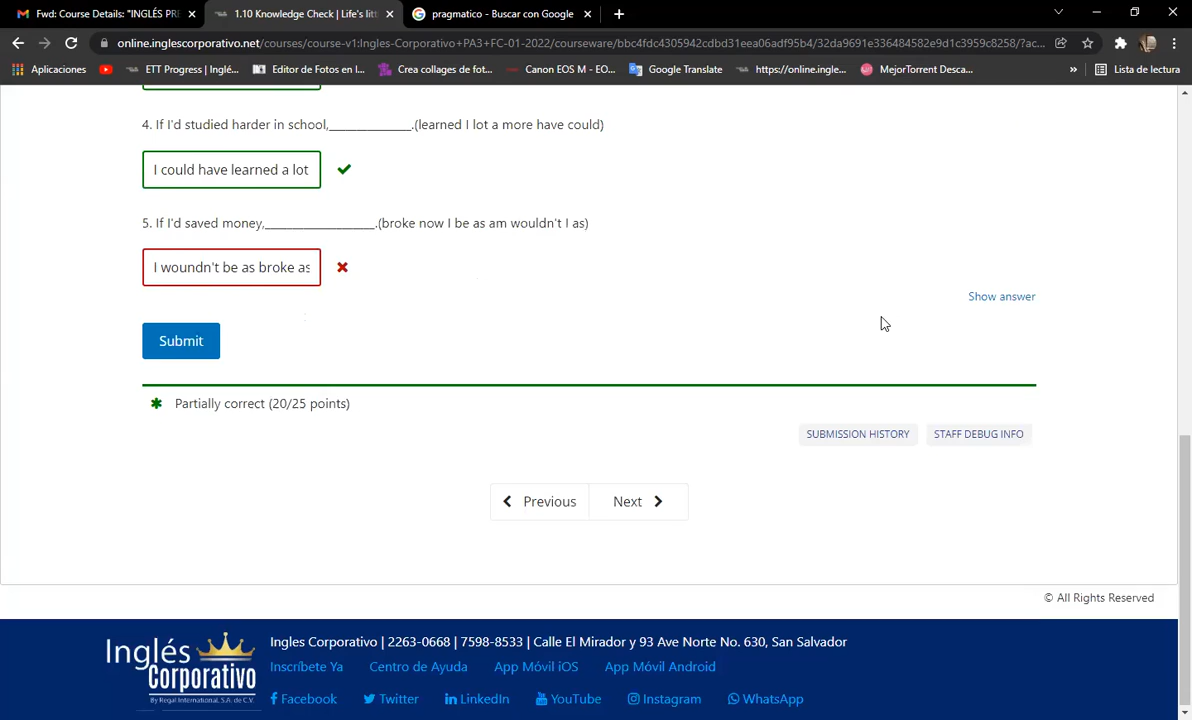 Fwd: Course Details: "INGLÉS PR
1.10 Knowledge Check | Life's litt
pragmatico - Buscar con Google
online.inglescorporativo.net/courses/course-v1:Ingles-Corporativo+PA3+FC-01-2022/courseware/bbc4fdc4305942cdbd31eea06adf95b4/32da9691e336484582e9d1c3959c8258/?ac...
Aplicaciones
ETT Progress | Inglé...
Editor de Fotos en l...
Crea collages de fot...
Canon EOS M - EO...
Google Translate
https://online.ingle...
MejorTorrent Desca...
»
Lista de lectura
4. If I'd studied harder in school,_____________.(learned I lot a more have could)
I could have learned a lot
5. If I'd saved money,_________________.(broke now I be as am wouldn't I as)
I woundn't be as broke as
Show answer
Submit
Partially correct (20/25 points)
SUBMISSION HISTORY
STAFF DEBUG INFO
Previous
Next
© All Rights Reserved
Inglés Corporativo
By Regal International, S.A. de C.V.
Ingles Corporativo | 2263-0668 | 7598-8533 | Calle El Mirador y 93 Ave Norte No. 630, San Salvador
Inscríbete Ya
Centro de Ayuda
App Móvil iOS
App Móvil Android
Facebook
Twitter
LinkedIn
YouTube
Instagram
WhatsApp